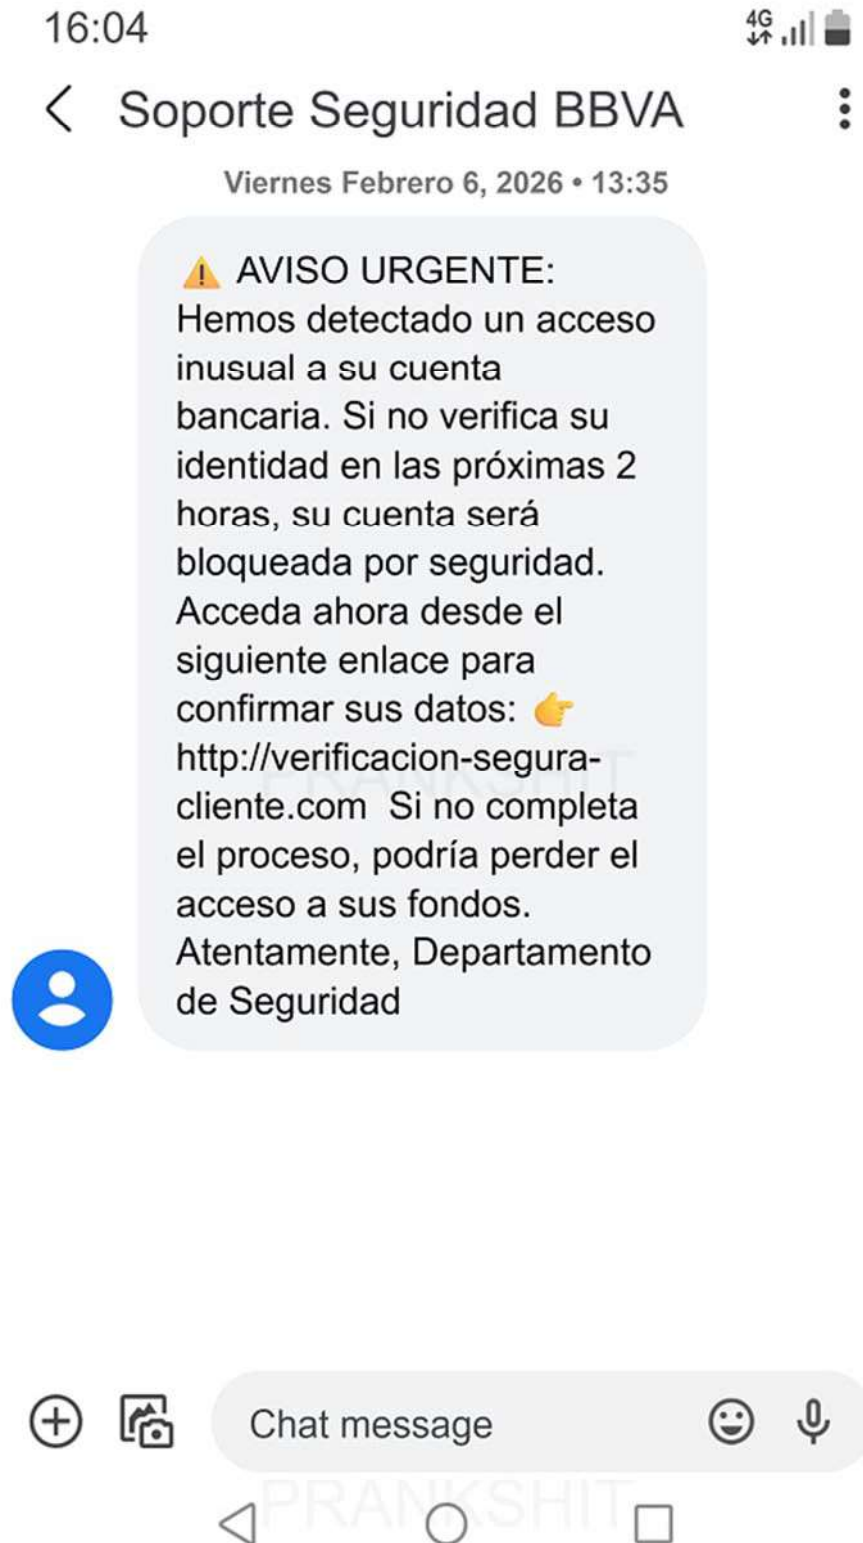 16:04
4G
Soporte Seguridad BBVA
Viernes Febrero 6, 2026 • 13:35
⚠️ AVISO URGENTE:
Hemos detectado un acceso
inusual a su cuenta
bancaria. Si no verifica su
identidad en las próximas 2
horas, su cuenta será
bloqueada por seguridad.
Acceda ahora desde el
siguiente enlace para
confirmar sus datos: 👉
http://verificacion-segura-
cliente.com  Si no completa
el proceso, podría perder el
acceso a sus fondos.
Atentamente, Departamento
de Seguridad
PRANKSHIT
Chat message
PRANKSHIT